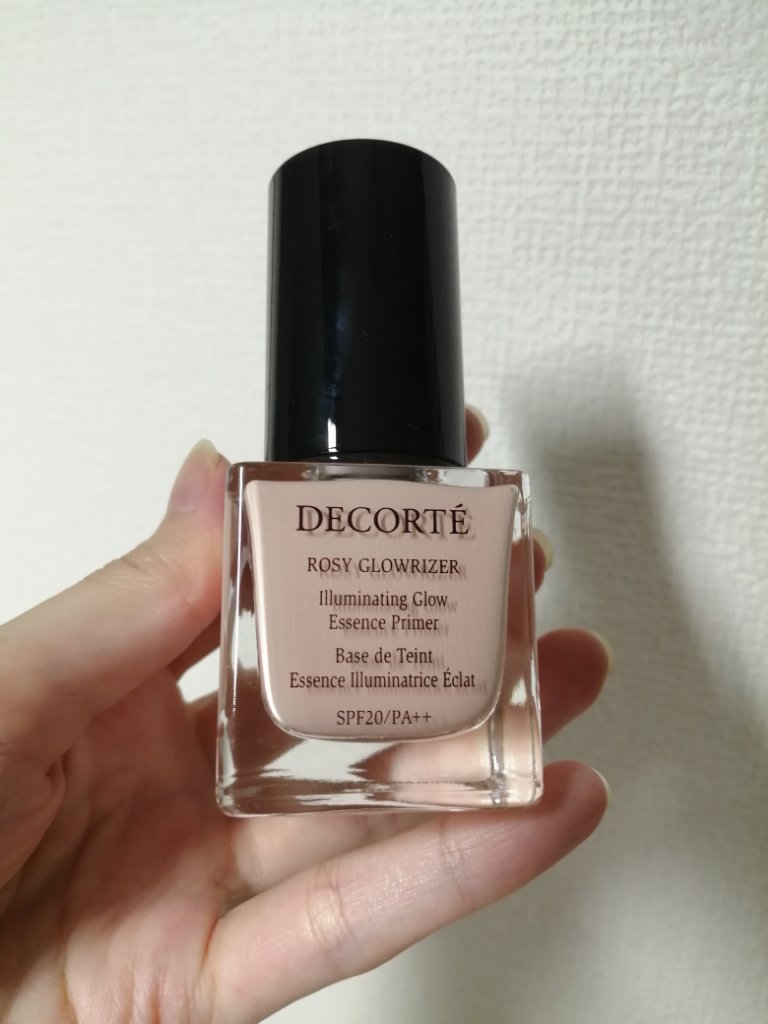 DECORTÉ
ROSY GLOWRIZER
Illuminating Glow
Essence Primer
Base de Teint
Essence Illuminatrice Éclat
SPF20/PA++